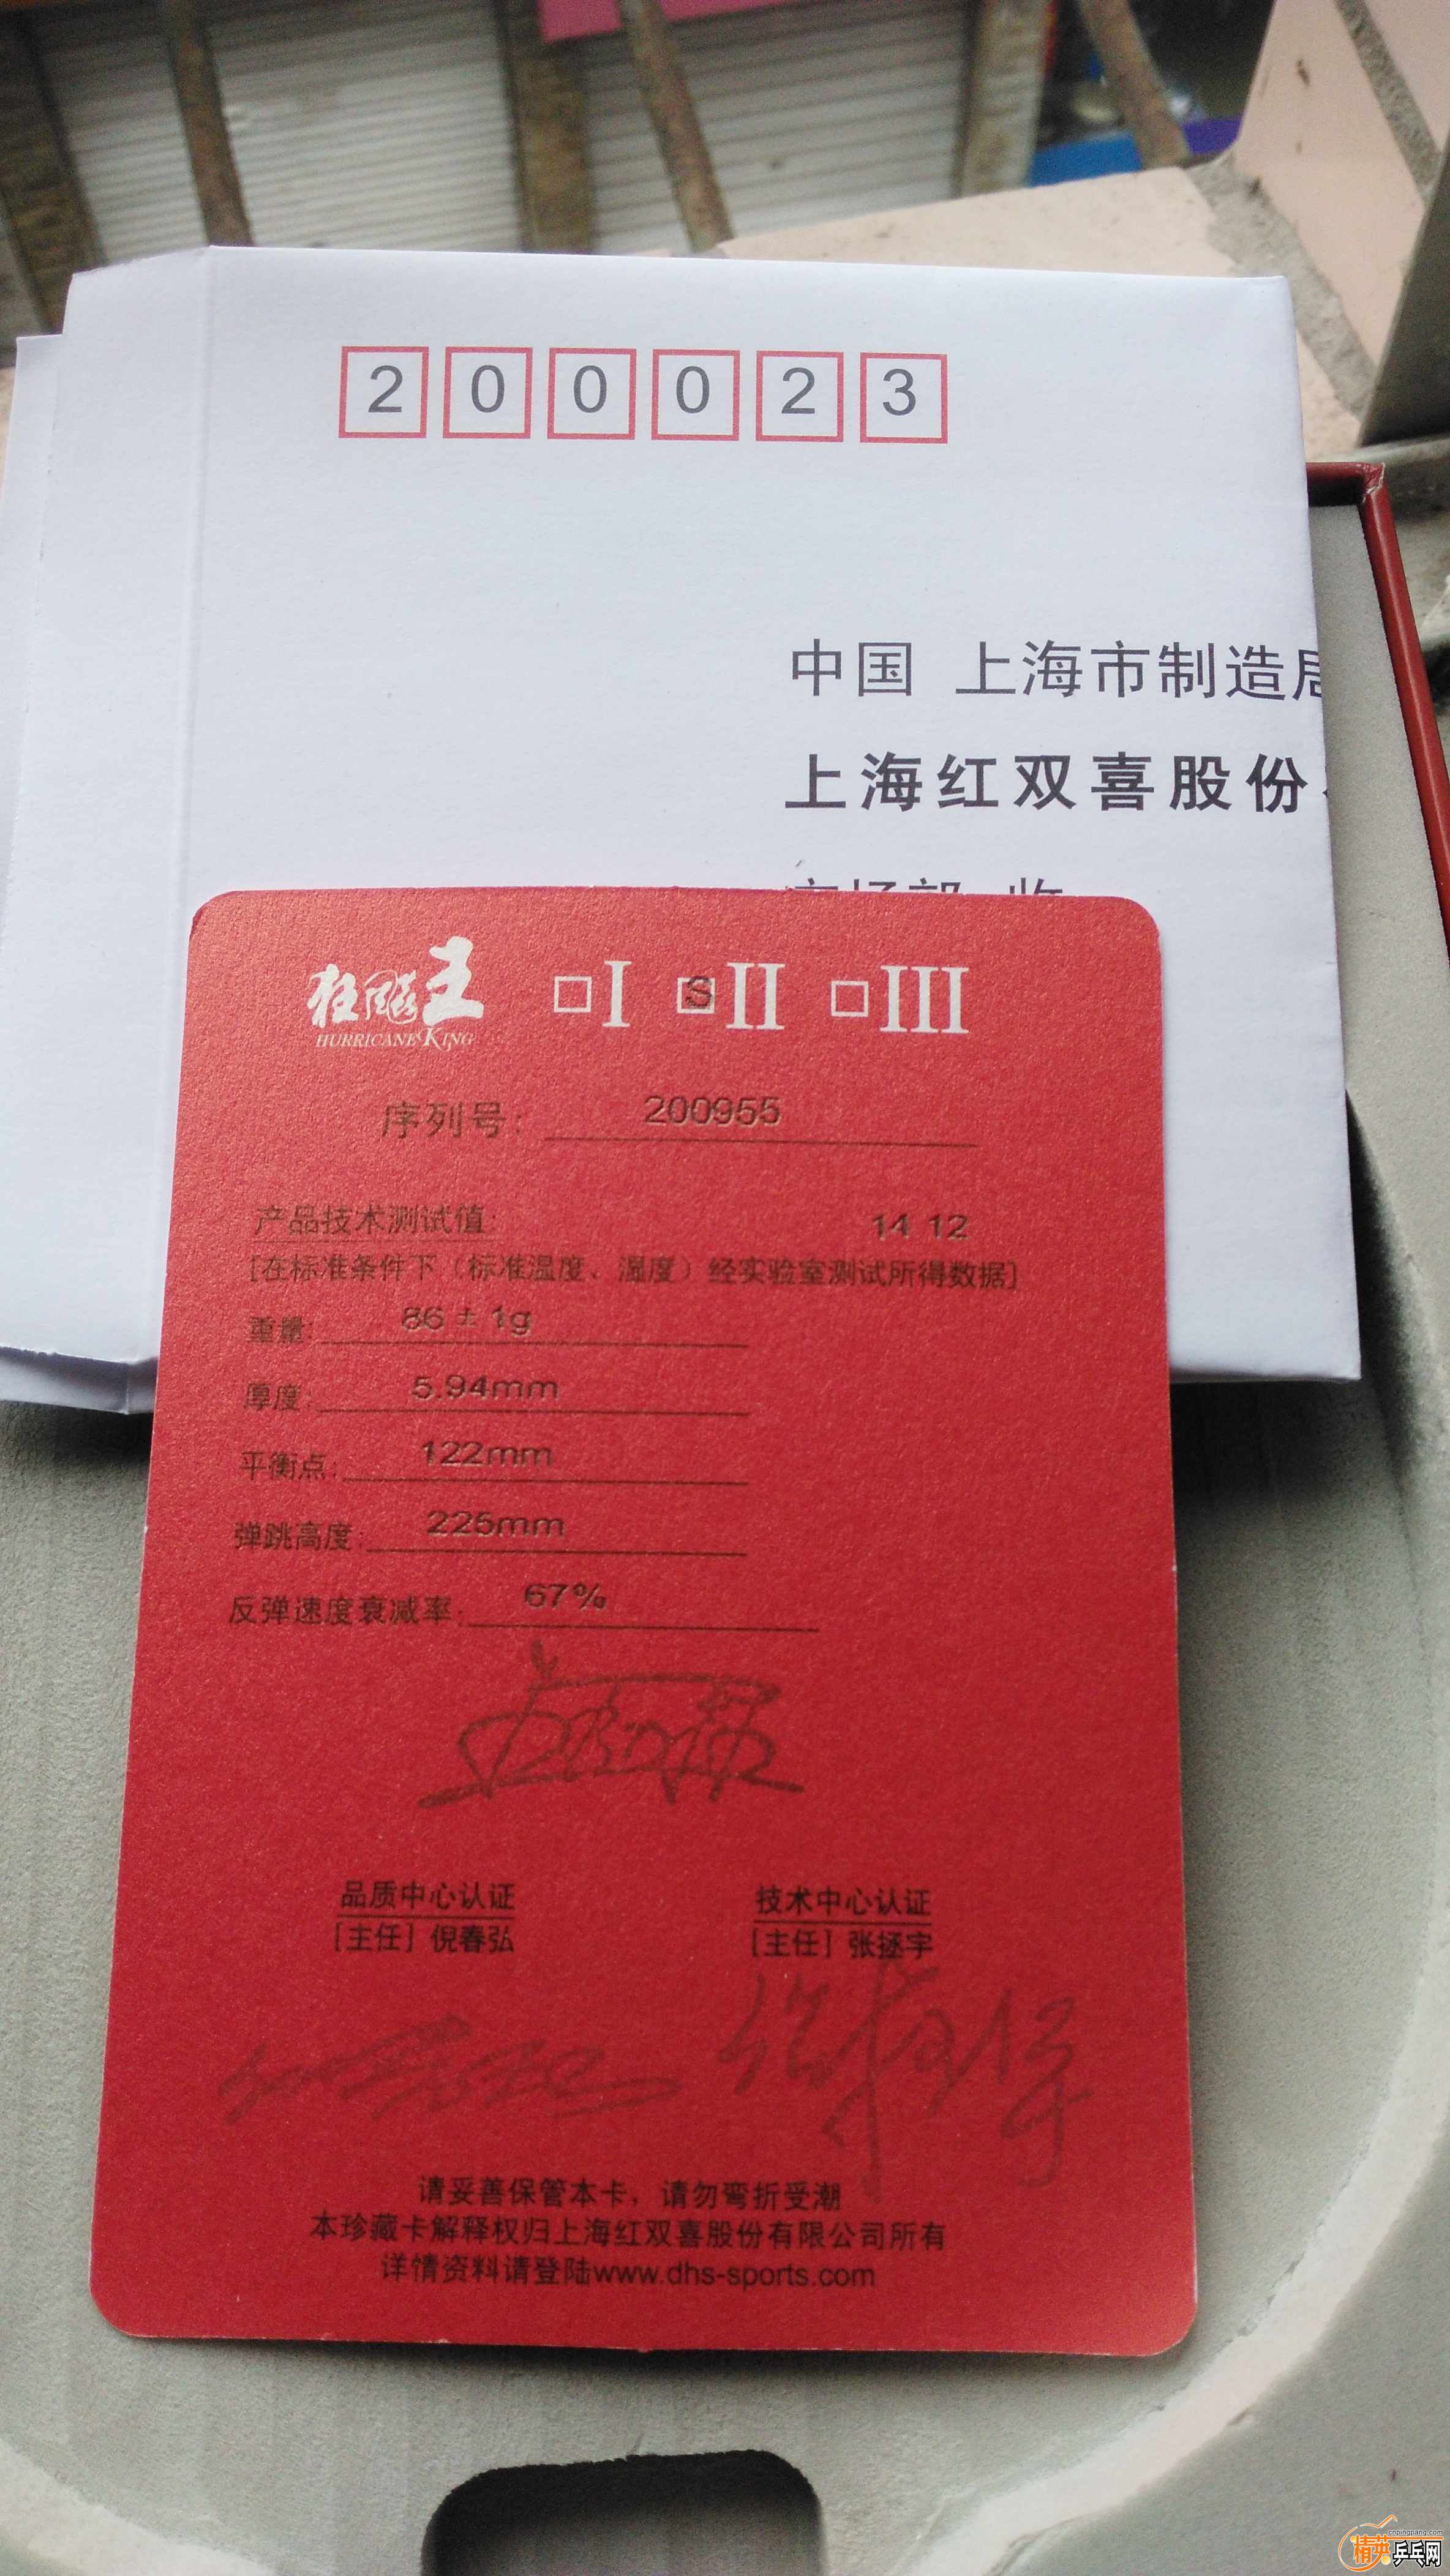 200023
中国 上海市制造局
上海红双喜股份
市场部 收
狂飚王 □I SII □III
HURRICANE KING
序列号: 200955
产品技术测试值: 14 12
[在标准条件下（标准温度、湿度）经实验室测试所得数据]
重量: 86 ± 1g
厚度: 5.94mm
平衡点: 122mm
弹跳高度: 225mm
反弹速度衰减率: 67%
品质中心认证 技术中心认证
[主任] 倪春弘 [主任] 张拯宇
请妥善保管本卡，请勿弯折受潮
本珍藏卡解释权归上海红双喜股份有限公司所有
详情资料请登陆www.dhs-sports.com
cnpingpang.com
精英乒乓网